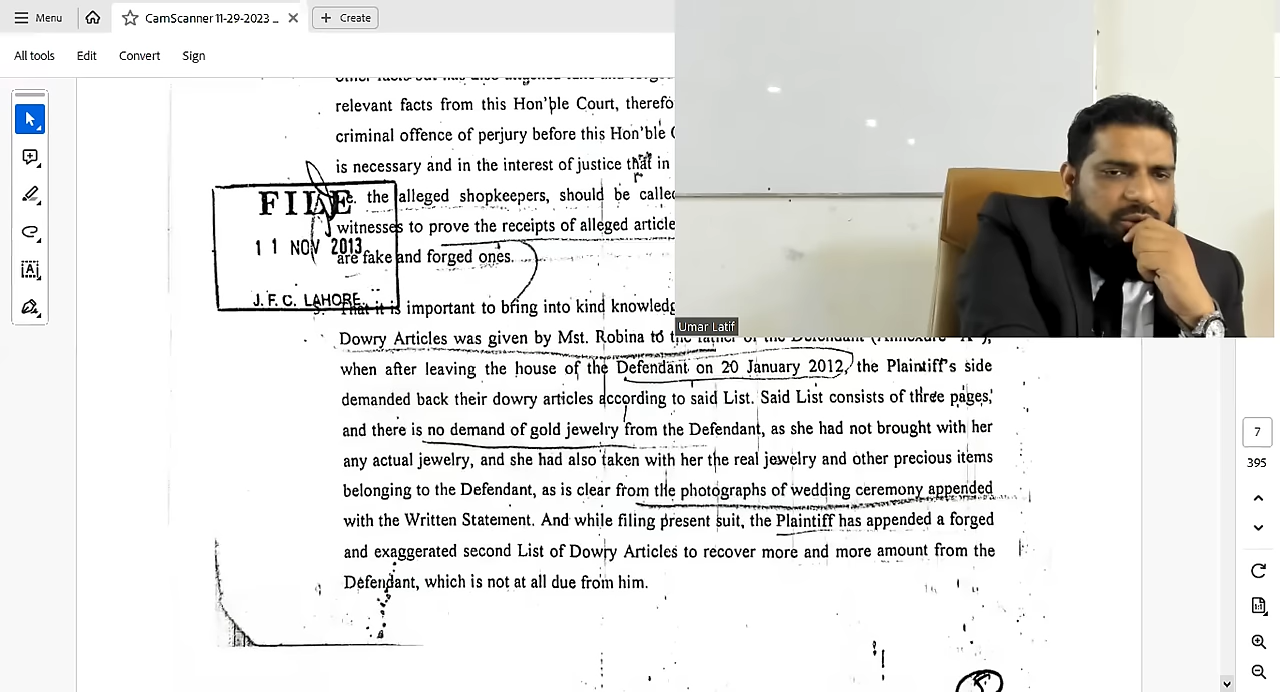 Menu
CamScanner 11-29-2023 _
Create
All tools Edit Convert Sign
relevant facts from this Hon'ble Court,
criminal offence of perjury before this Hon'ble
is necessary and in the interest of justice that in
the alleged shopkeepers, should be
witnesses to prove the receipts of alleged
are fake and forged ones.
FILE
11 NOV 2013
J.F.C. LAHORE
That it is important to bring into kind
Dowry Articles was given by Mst. Robina to the father of the Defendant (Annexure "A"),
when after leaving the house of the Defendant on 20 January 2012, the Plaintiff's side
demanded back their dowry articles according to said List. Said List consists of three pages,
and there is no demand of gold jewelry from the Defendant, as she had not brought with her
any actual jewelry, and she had also taken with her the real jewelry and other precious items
belonging to the Defendant, as is clear from the photographs of wedding ceremony appended
with the Written Statement. And while filing present suit, the Plaintiff has appended a forged
and exaggerated second List of Dowry Articles to recover more and more amount from the
Defendant, which is not at all due from him.
Umar Latif
7
395